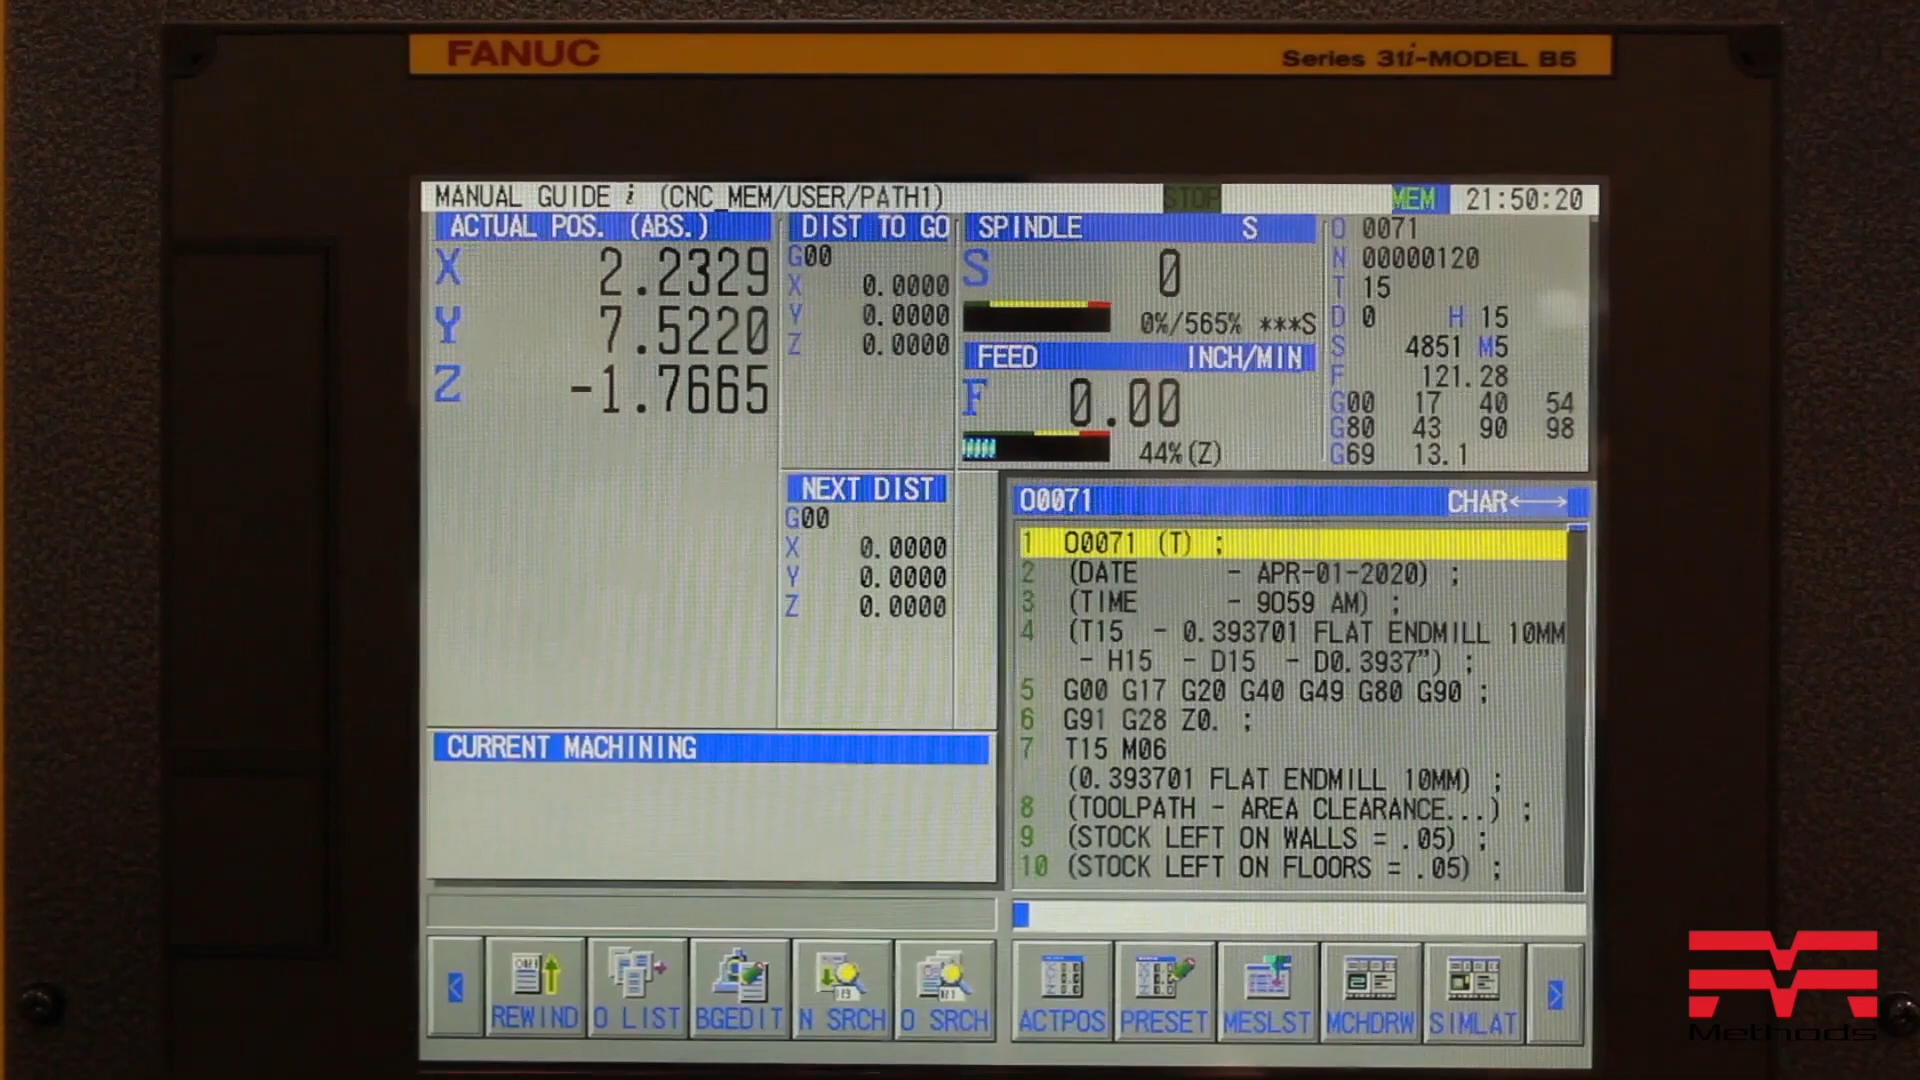 FANUC
Series 31i-MODEL B5
MANUAL GUIDE i (CNC_MEM/USER/PATH1)
STOP
MEM
21:50:20
ACTUAL POS. (ABS.)
X 2.2329
Y 7.5220
Z -1.7665
DIST TO GO
G00
X 0.0000
Y 0.0000
Z 0.0000
SPINDLE S
S 0
0%/565% ***S
FEED INCH/MIN
F 0.00
44%(Z)
O 0071
N 00000120
T 15
D 0 H 15
S 4851 M5
F 121.28
G00 17 40 54
G80 43 90 98
G69 13.1
NEXT DIST
G00
X 0.0000
Y 0.0000
Z 0.0000
CURRENT MACHINING
O0071 CHAR
1 O0071 (T) ;
2 (DATE - APR-01-2020) ;
3 (TIME - 9O59 AM) ;
4 (T15 - 0.393701 FLAT ENDMILL 10MM
- H15 - D15 - D0.3937") ;
5 G00 G17 G20 G40 G49 G80 G90 ;
6 G91 G28 Z0. ;
7 T15 M06
(0.393701 FLAT ENDMILL 10MM) ;
8 (TOOLPATH - AREA CLEARANCE...) ;
9 (STOCK LEFT ON WALLS = .05) ;
10 (STOCK LEFT ON FLOORS = .05) ;
< REWIND O LIST BGEDIT N SRCH O SRCH ACTPOS PRESET MESLST MCHDRW SIMLAT >
Methods